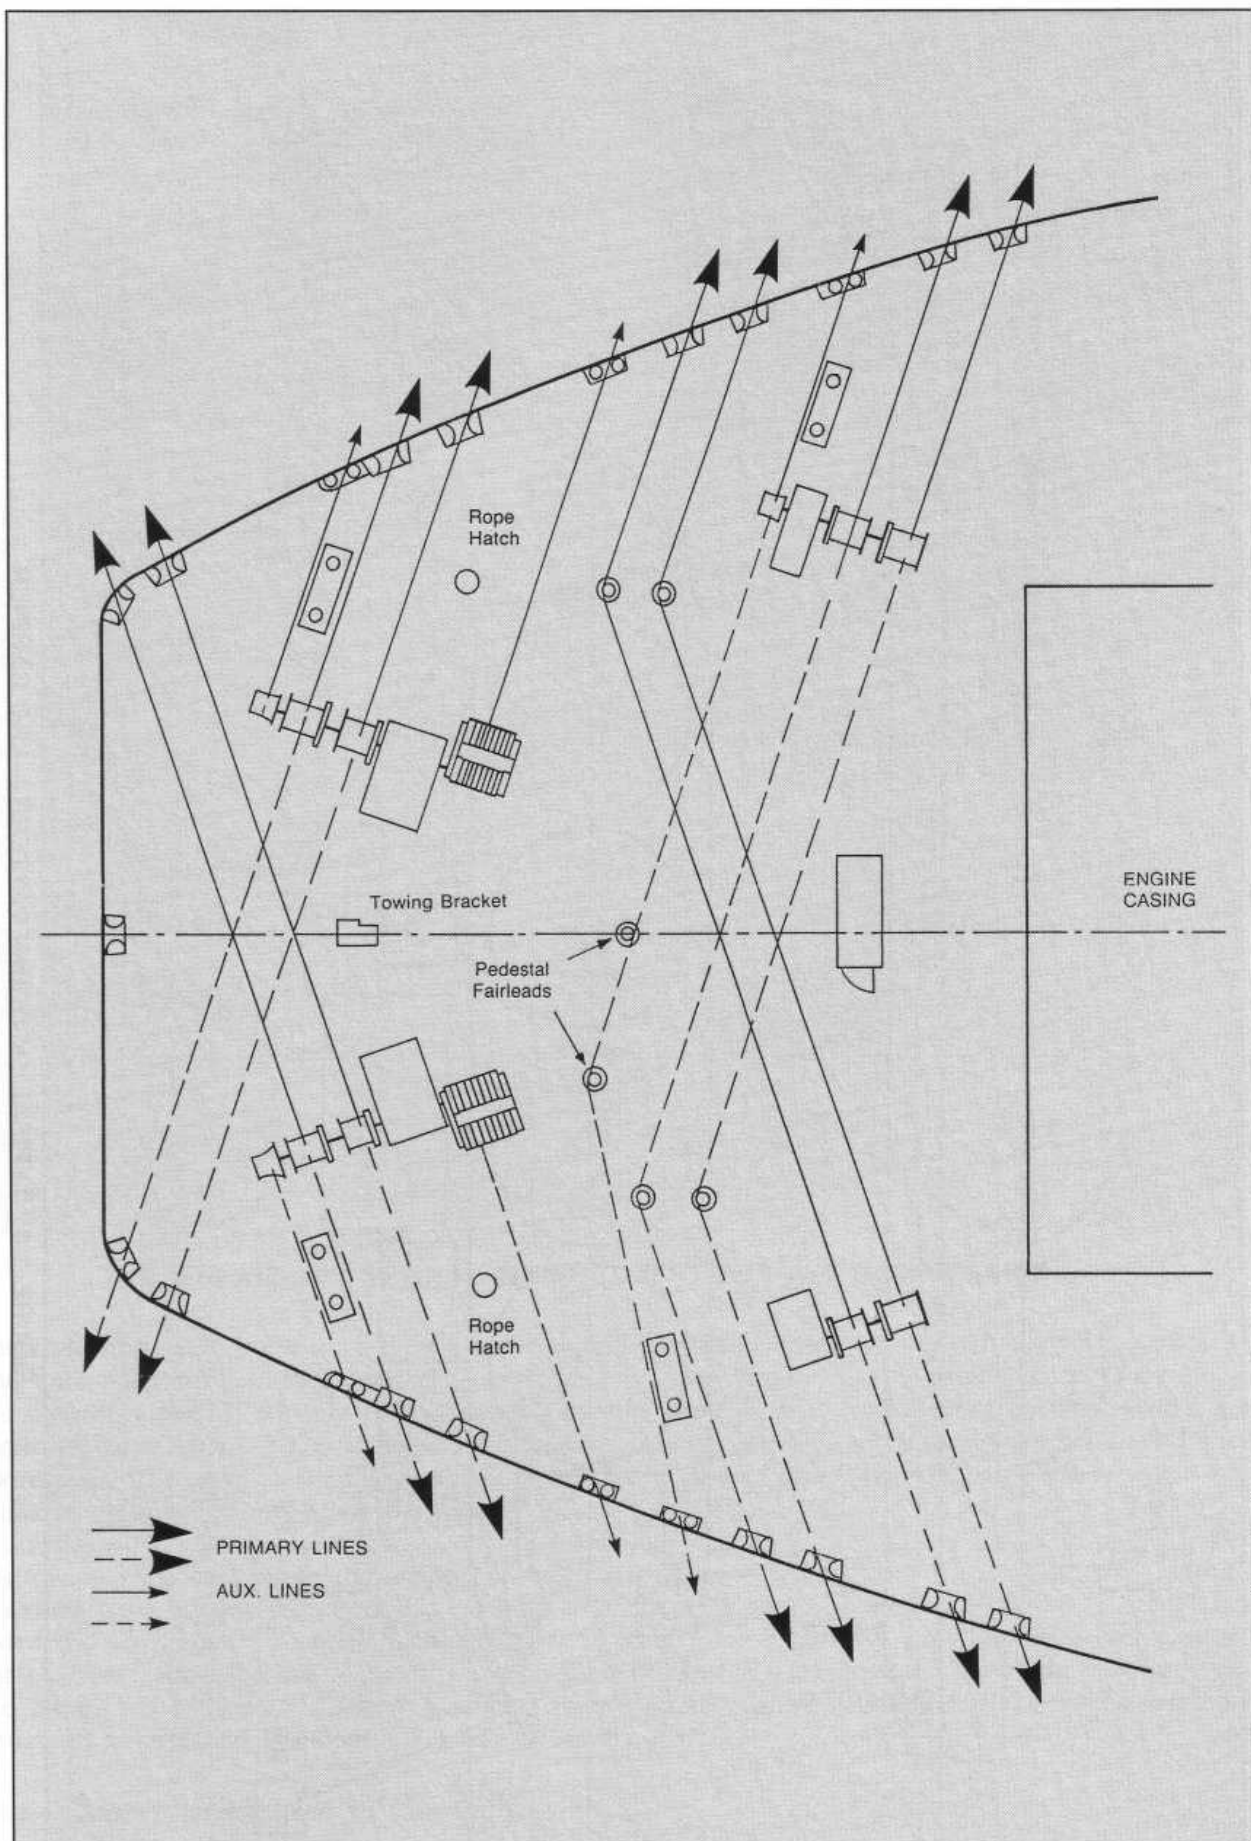 Rope
Hatch
Towing Bracket
ENGINE
CASING
Pedestal
Fairleads
Rope
Hatch
PRIMARY LINES
AUX. LINES